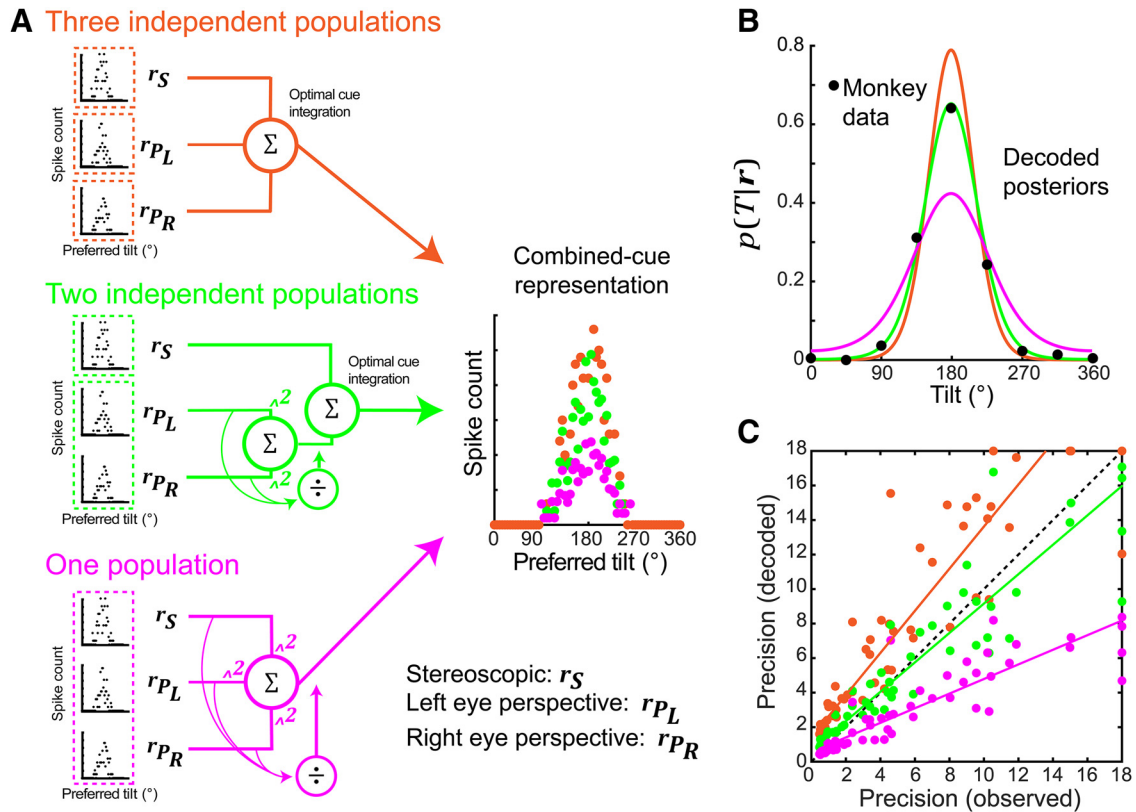 A
Three independent populations
Spike count
r_S
r_{P_L}
r_{P_R}
Optimal cue
integration
Σ
Preferred tilt (°)
Two independent populations
Spike count
r_S
r_{P_L}
r_{P_R}
^2
^2
Σ
Σ
÷
Optimal cue
integration
Preferred tilt (°)
One population
Spike count
r_S
r_{P_L}
r_{P_R}
^2
^2
^2
Σ
÷
Preferred tilt (°)
Combined-cue
representation
Spike count
0 90 180 270 360
Preferred tilt (°)
Stereoscopic: r_S
Left eye perspective: r_{P_L}
Right eye perspective: r_{P_R}
B
0.8
0.6
0.4
0.2
0
p(T|r)
Monkey
data
Decoded
posteriors
0 90 180 270 360
Tilt (°)
C
18
16
14
12
10
8
6
4
2
0
Precision (decoded)
0 2 4 6 8 10 12 14 16 18
Precision (observed)